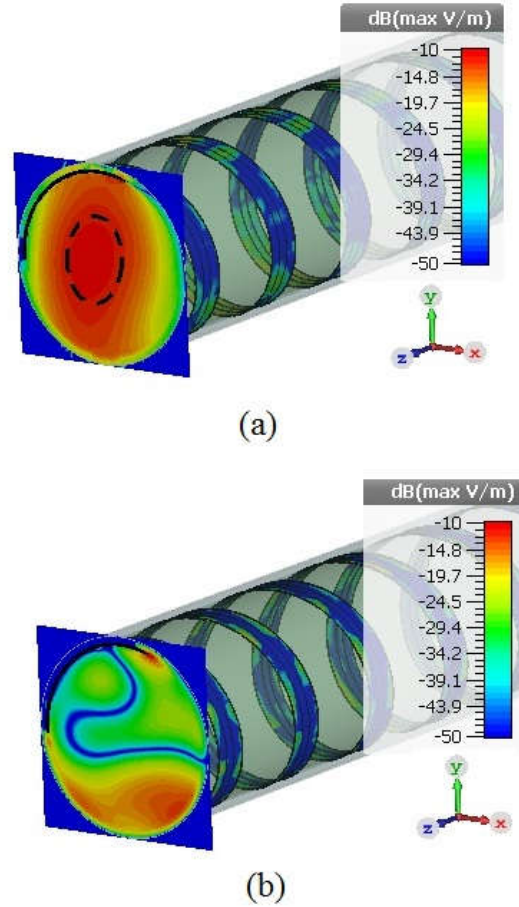 dB(max V/m)
-10
-14.8
-19.7
-24.5
-29.4
-34.2
-39.1
-43.9
-50
y
z
x
(a)
dB(max V/m)
-10
-14.8
-19.7
-24.5
-29.4
-34.2
-39.1
-43.9
-50
y
z
x
(b)